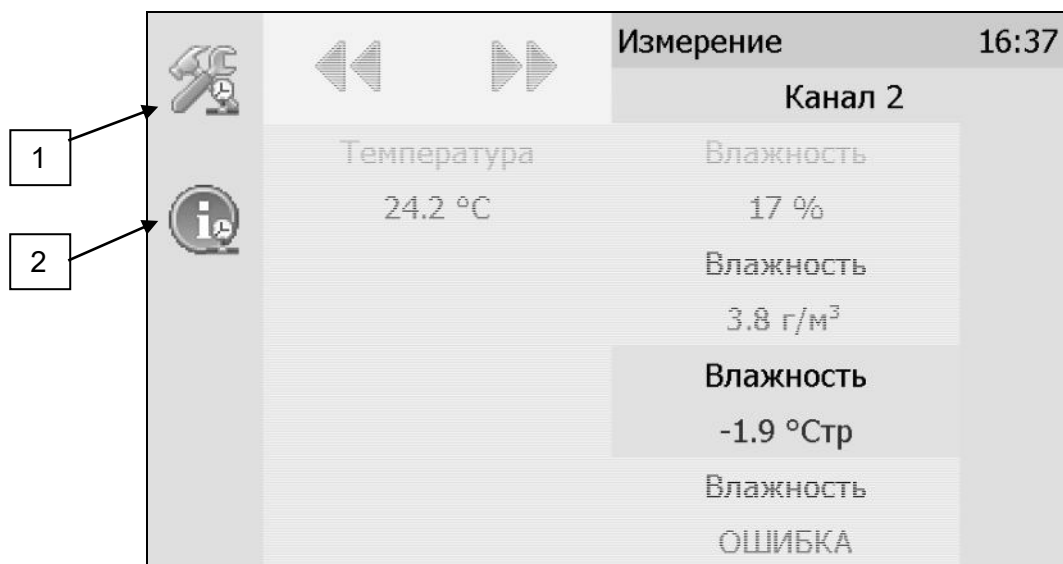 Измерение 16:37
Канал 2
1
Температура Влажность
24.2 °C 17 %
2
Влажность
3.8 г/м³
Влажность
-1.9 °Cтр
Влажность
ОШИБКА